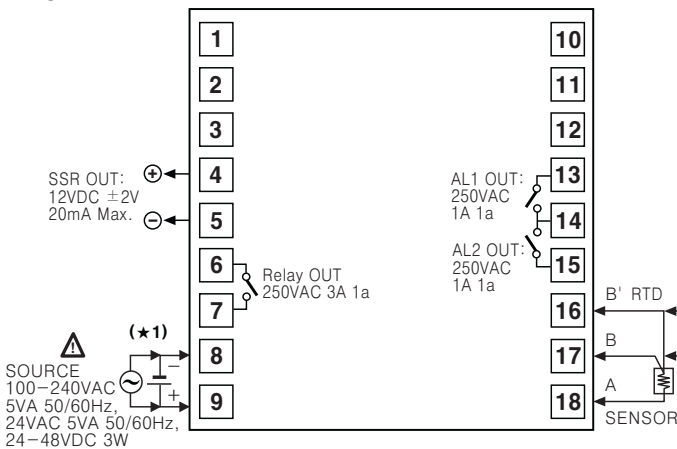 1
2
3
4
5
6
7
8
9
10
11
12
13
14
15
16
17
18
SSR OUT:
12VDC ±2V
20mA Max.
Relay OUT
250VAC 3A 1a
(★1)
SOURCE
100-240VAC
5VA 50/60Hz,
24VAC 5VA 50/60Hz,
24-48VDC 3W
AL1 OUT:
250VAC
1A 1a
AL2 OUT:
250VAC
1A 1a
B' RTD
B
A
SENSOR